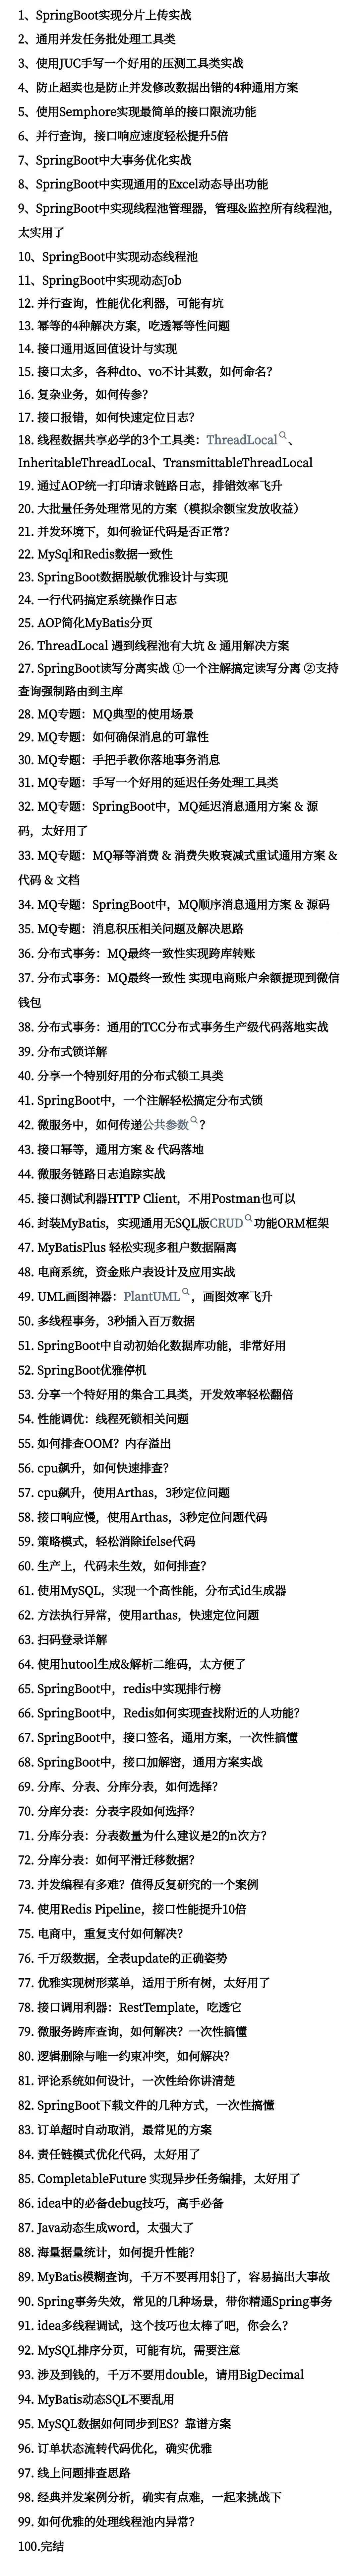 1、SpringBoot实现分片上传实战
2、通用并发任务批处理工具类
3、使用JUC手写一个好用的压测工具类实战
4、防止超卖也是防止并发修改数据出错的4种通用方案
5、使用Semphore实现最简单的接口限流功能
6、并行查询，接口响应速度轻松提升5倍
7、SpringBoot中大事务优化实战
8、SpringBoot中实现通用的Excel动态导出功能
9、SpringBoot中实现线程池管理器，管理&监控所有线程池，
太实用了
10、SpringBoot中实现动态线程池
11、SpringBoot中实现动态Job
12. 并行查询，性能优化利器，可能有坑
13. 幂等的4种解决方案，吃透幂等性问题
14. 接口通用返回值设计与实现
15. 接口太多，各种dto、vo不计其数，如何命名？
16. 复杂业务，如何传参？
17. 接口报错，如何快速定位日志？
18. 线程数据共享必学的3个工具类：ThreadLocal、
InheritableThreadLocal、TransmittableThreadLocal
19. 通过AOP统一打印请求链路日志，排错效率飞升
20. 大批量任务处理常见的方案（模拟余额宝发放收益）
21. 并发环境下，如何验证代码是否正常？
22. MySql和Redis数据一致性
23. SpringBoot数据脱敏优雅设计与实现
24. 一行代码搞定系统操作日志
25. AOP简化MyBatis分页
26. ThreadLocal 遇到线程池有大坑 & 通用解决方案
27. SpringBoot读写分离实战 ①一个注解搞定读写分离 ②支持
查询强制路由到主库
28. MQ专题：MQ典型的使用场景
29. MQ专题：如何确保消息的可靠性
30. MQ专题：手把手教你落地事务消息
31. MQ专题：手写一个好用的延迟任务处理工具类
32. MQ专题：SpringBoot中，MQ延迟消息通用方案 & 源
码，太好用了
33. MQ专题：MQ幂等消费 & 消费失败衰减式重试通用方案 &
代码 & 文档
34. MQ专题：SpringBoot中，MQ顺序消息通用方案 & 源码
35. MQ专题：消息积压相关问题及解决思路
36. 分布式事务：MQ最终一致性实现跨库转账
37. 分布式事务：MQ最终一致性 实现电商账户余额提现到微信
钱包
38. 分布式事务：通用的TCC分布式事务生产级代码落地实战
39. 分布式锁详解
40. 分享一个特别好用的分布式锁工具类
41. SpringBoot中，一个注解轻松搞定分布式锁
42. 微服务中，如何传递公共参数？
43. 接口幂等，通用方案 & 代码落地
44. 微服务链路日志追踪实战
45. 接口测试利器HTTP Client，不用Postman也可以
46. 封装MyBatis，实现通用无SQL版CRUD功能ORM框架
47. MyBatisPlus 轻松实现多租户数据隔离
48. 电商系统，资金账户表设计及应用实战
49. UML画图神器：PlantUML，画图效率飞升
50. 多线程事务，3秒插入百万数据
51. SpringBoot中自动初始化数据库功能，非常好用
52. SpringBoot优雅停机
53. 分享一个特好用的集合工具类，开发效率轻松翻倍
54. 性能调优：线程死锁相关问题
55. 如何排查OOM？内存溢出
56. cpu飙升，如何快速排查？
57. cpu飙升，使用Arthas，3秒定位问题
58. 接口响应慢，使用Arthas，3秒定位问题代码
59. 策略模式，轻松消除ifelse代码
60. 生产上，代码未生效，如何排查？
61. 使用MySQL，实现一个高性能，分布式id生成器
62. 方法执行异常，使用arthas，快速定位问题
63. 扫码登录详解
64. 使用hutool生成&解析二维码，太方便了
65. SpringBoot中，redis中实现排行榜
66. SpringBoot中，Redis如何实现查找附近的人功能？
67. SpringBoot中，接口签名，通用方案，一次性搞懂
68. SpringBoot中，接口加解密，通用方案实战
69. 分库、分表、分库分表，如何选择？
70. 分库分表：分表字段如何选择？
71. 分库分表：分表数量为什么建议是2的n次方？
72. 分库分表：如何平滑迁移数据？
73. 并发编程有多难？值得反复研究的一个案例
74. 使用Redis Pipeline，接口性能提升10倍
75. 电商中，重复支付如何解决？
76. 千万级数据，全表update的正确姿势
77. 优雅实现树形菜单，适用于所有树，太好用了
78. 接口调用利器：RestTemplate，吃透它
79. 微服务跨库查询，如何解决？一次性搞懂
80. 逻辑删除与唯一约束冲突，如何解决？
81. 评论系统如何设计，一次性给你讲清楚
82. SpringBoot下载文件的几种方式，一次性搞懂
83. 订单超时自动取消，最常见的方案
84. 责任链模式优化代码，太好用了
85. CompletableFuture 实现异步任务编排，太好用了
86. idea中的必备debug技巧，高手必备
87. Java动态生成word，太强大了
88. 海量据量统计，如何提升性能？
89. MyBatis模糊查询，千万不要再用${}了，容易搞出大事故
90. Spring事务失效，常见的几种场景，带你精通Spring事务
91. idea多线程调试，这个技巧也太棒了吧，你会么？
92. MySQL排序分页，可能有坑，需要注意
93. 涉及到钱的，千万不要用double，请用BigDecimal
94. MyBatis动态SQL不要乱用
95. MySQL数据如何同步到ES？靠谱方案
96. 订单状态流转代码优化，确实优雅
97. 线上问题排查思路
98. 经典并发案例分析，确实有点难，一起来挑战下
99. 如何优雅的处理线程池内异常？
100.完结